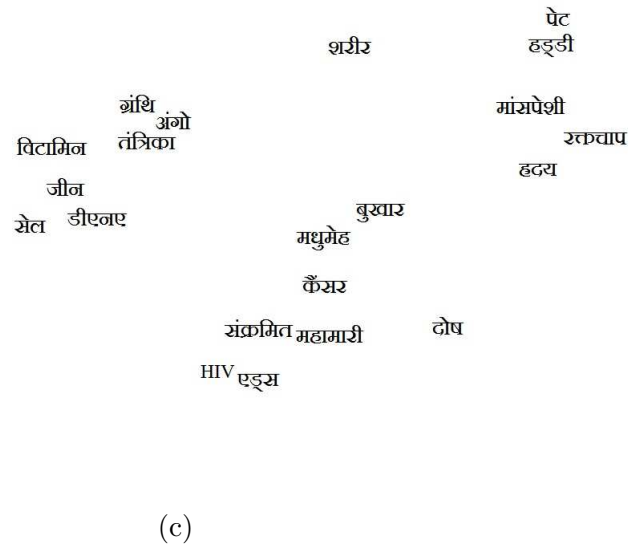 पेट
शरीर
हड्डी
ग्रंथि
मांसपेशी
अंगो
तंत्रिका
रक्तचाप
विटामिन
हृदय
जीन
बुखार
सेल
डीएनए
मधुमेह
कैंसर
संक्रमित
महामारी
दोष
HIV
एड्स
(c)